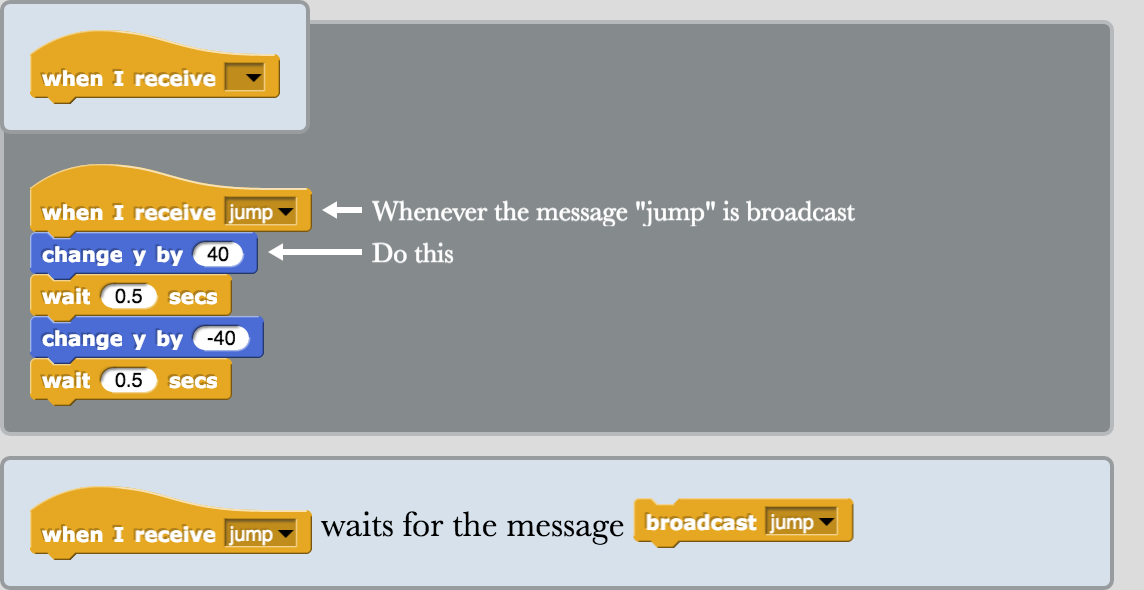 when I receive
when I receive jump Whenever the message "jump" is broadcast
change y by 40 Do this
wait 0.5 secs
change y by -40
wait 0.5 secs
when I receive jump waits for the message broadcast jump